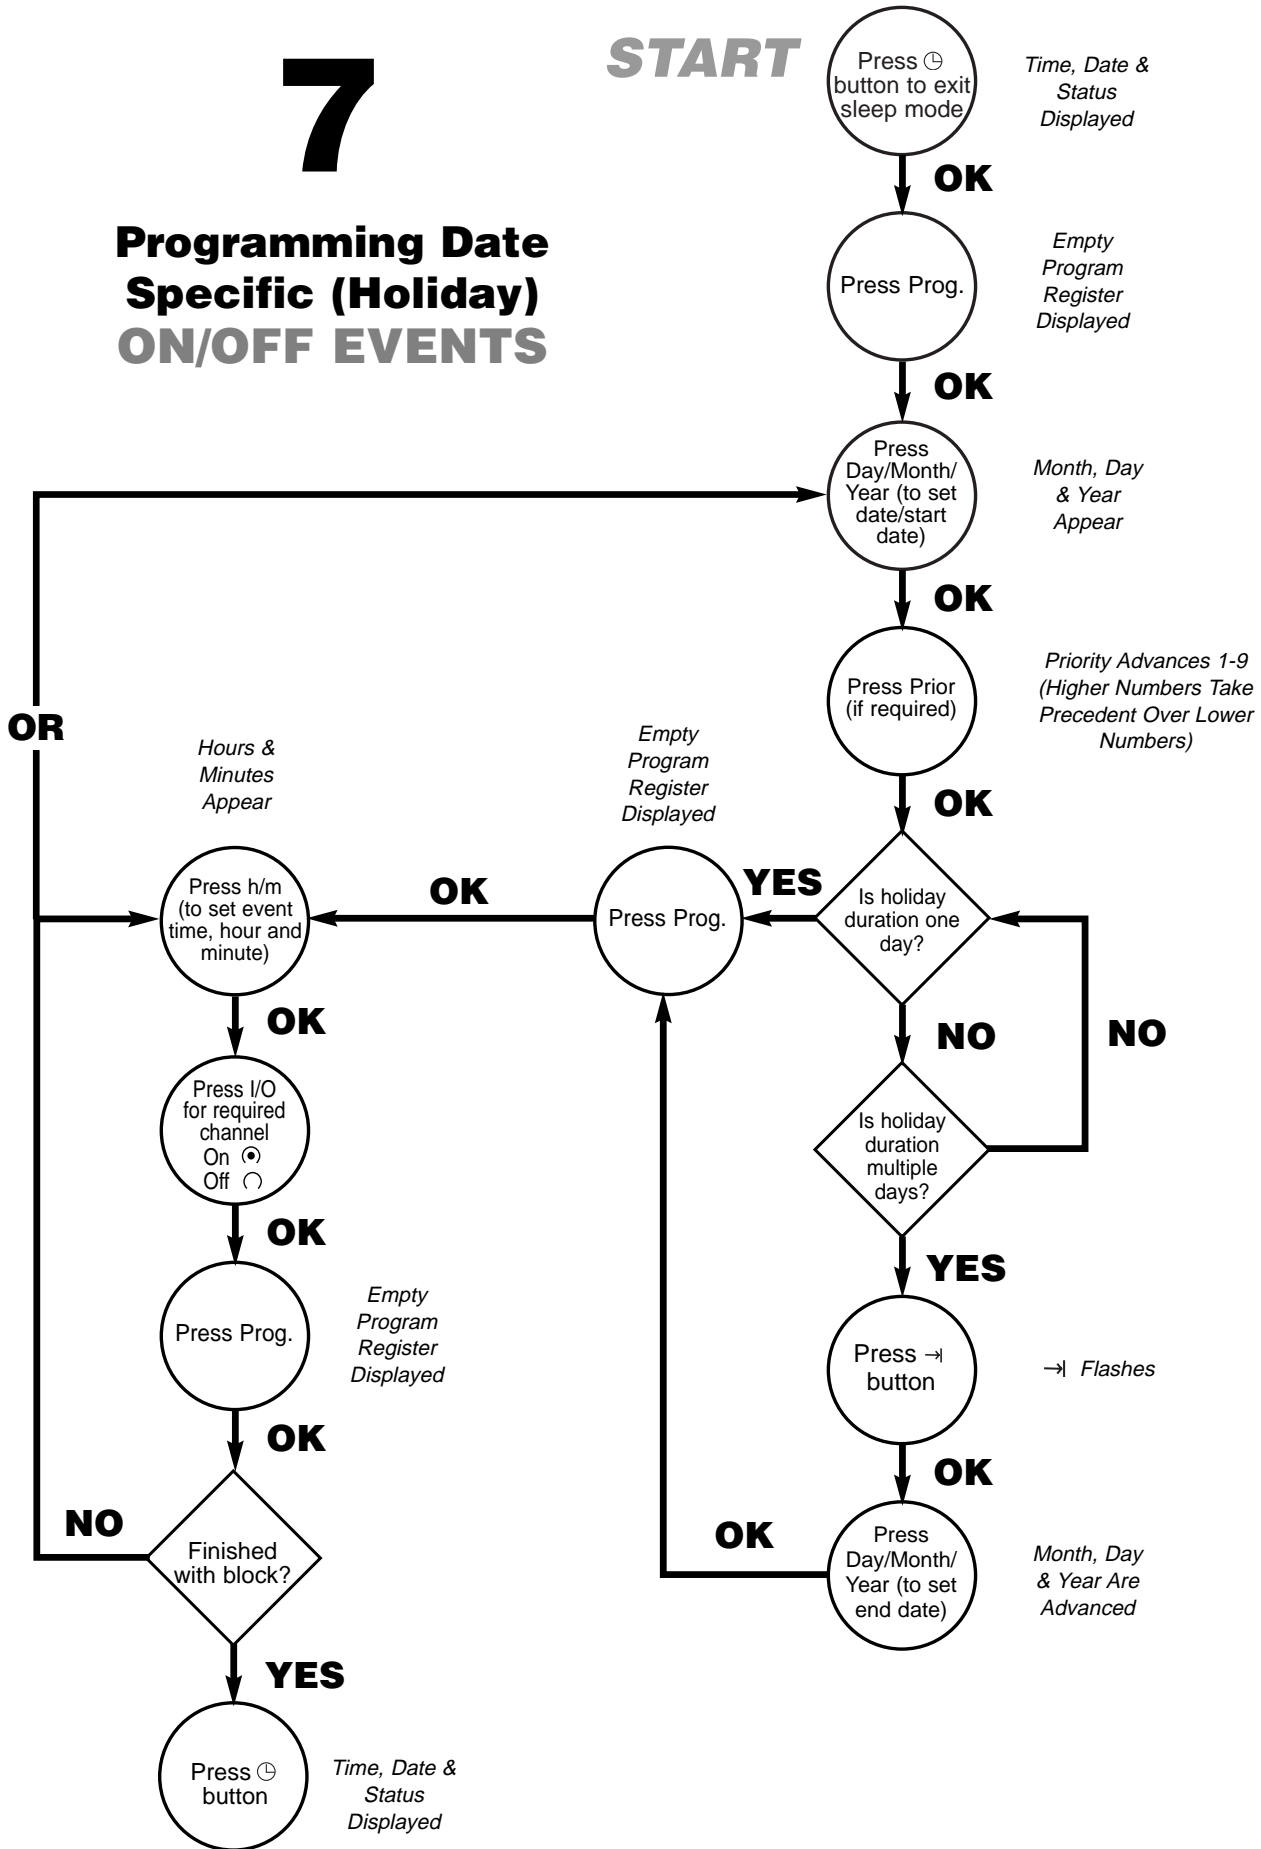 7
Programming Date
Specific (Holiday)
ON/OFF EVENTS
START
Press
button to exit
sleep mode
Time, Date &
Status
Displayed
OK
Press Prog.
Empty
Program
Register
Displayed
OK
Press
Day/Month/
Year (to set
date/start
date)
Month, Day
& Year
Appear
OK
Press Prior
(if required)
Priority Advances 1-9
(Higher Numbers Take
Precedent Over Lower
Numbers)
OK
Is holiday
duration one
day?
YES
Press Prog.
Empty
Program
Register
Displayed
NO
NO
Is holiday
duration
multiple
days?
YES
Press →|
button
→| Flashes
OK
Press
Day/Month/
Year (to set
end date)
Month, Day
& Year Are
Advanced
OK
OK
Hours &
Minutes
Appear
Press h/m
(to set event
time, hour and
minute)
OK
Press I/O
for required
channel
On
Off
OK
Press Prog.
Empty
Program
Register
Displayed
OK
Finished
with block?
NO
OR
YES
Press
button
Time, Date &
Status
Displayed